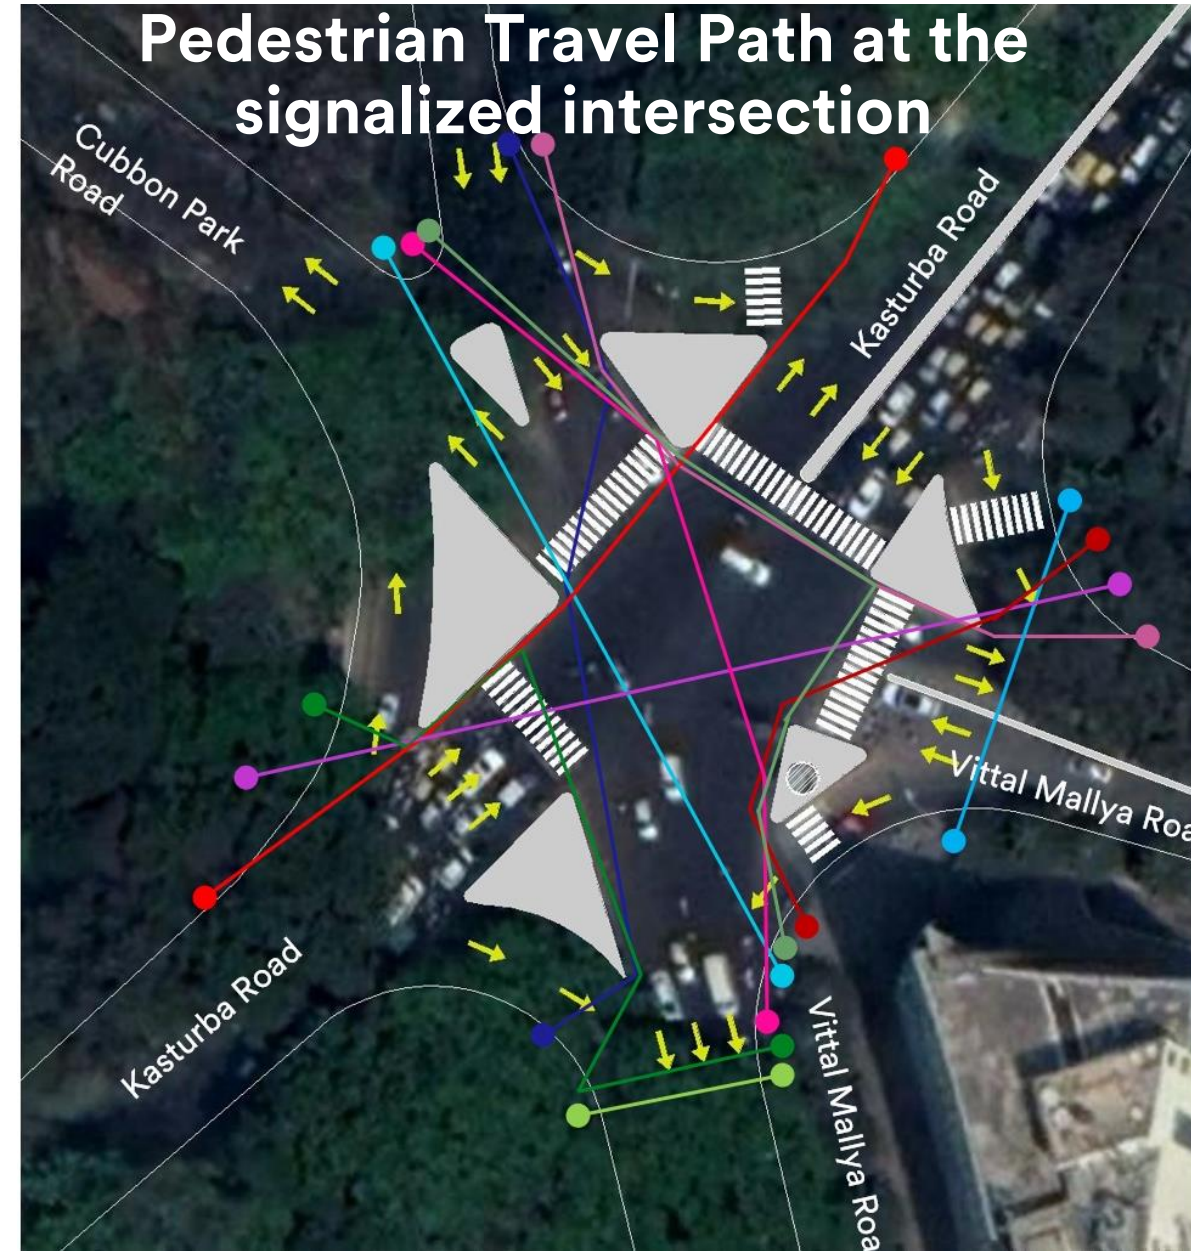 Pedestrian Travel Path at the
signalized intersection
Cubbon Park
Road
Kasturba Road
Vittal Mallya Roa
Kasturba Road
Vittal Mallya Roa